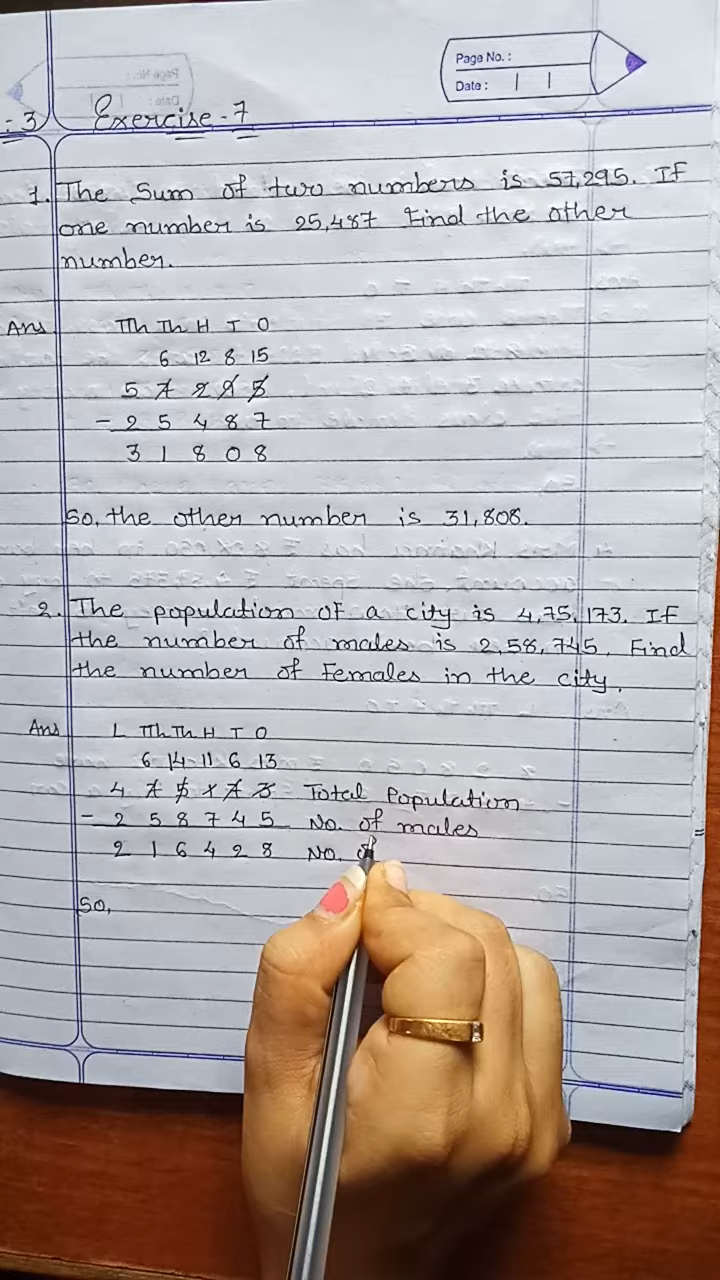 Page No. :
Date :
: 3 Exercise - 7
1. The Sum of two numbers is 57,295. If
one number is 25,487 Find the other
number.
Ans TTh Th H T O
6 12 8 15
5 7 2 9 5
- 2 5 4 8 7
3 1 8 0 8
So, the other number is 31,808.
2. The population of a city is 4,75,173. If
the number of males is 2,58,745. Find
the number of Females in the city.
Ans L TTh Th H T O
6 14 11 6 13
4 7 5 1 7 3 Total Population
- 2 5 8 7 4 5 No. of males
2 1 6 4 2 8 No. of
So,